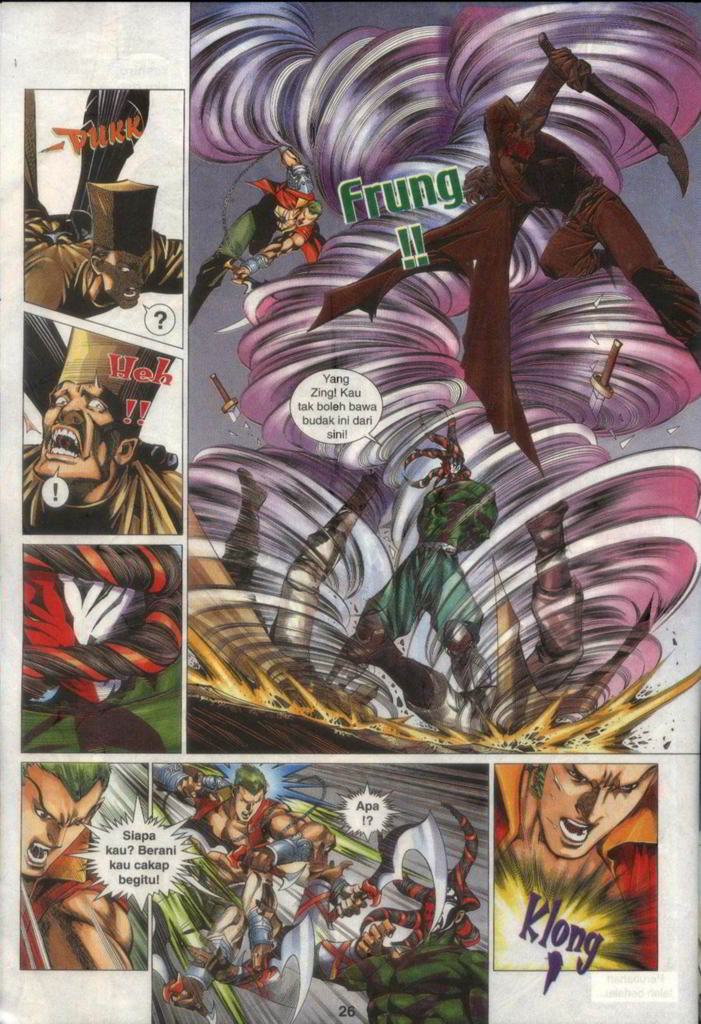 PUKK
?
Heh
!!
!
Frung
!!
Yang
Zing! Kau
tak boleh bawa
budak ini dari
sini!
Siapa
kau? Berani
kau cakap
begitu!
Apa
!?
Klong
!
26